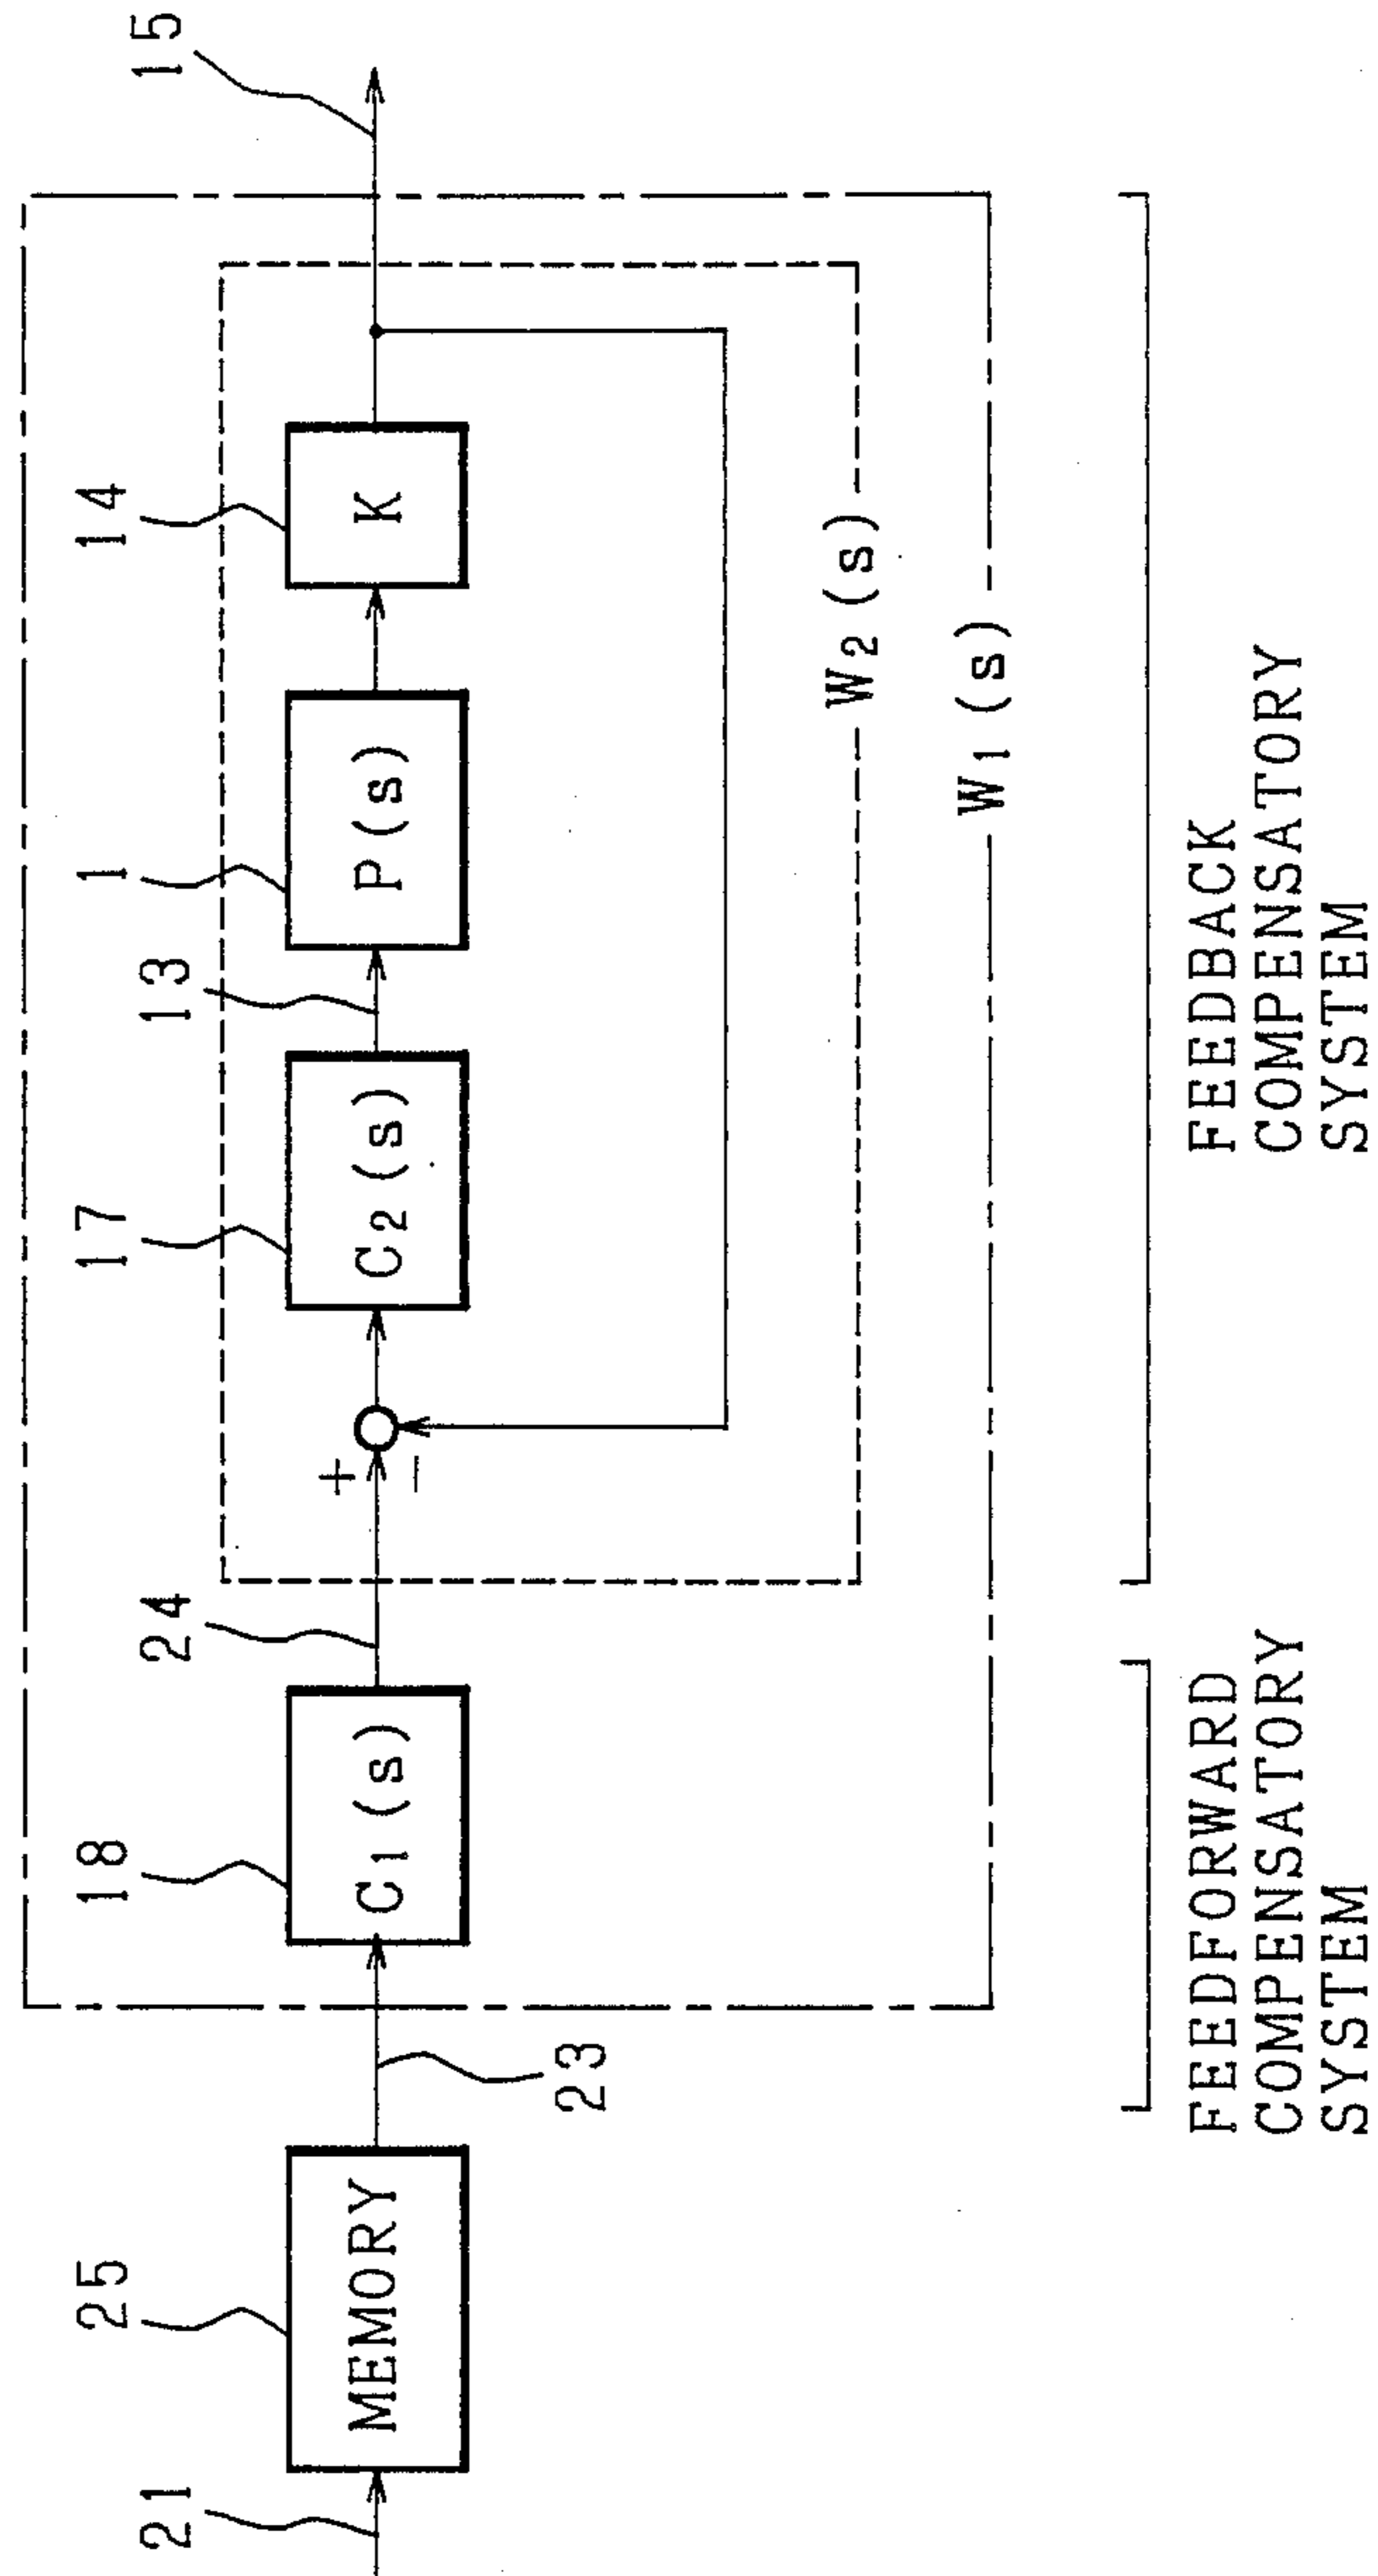 25
18
17
1
14
21
24
13
15
MEMORY
C1(s)
C2(s)
P(s)
K
+
−
23
W2(s)
W1(s)
FEEDFORWARD
COMPENSATORY
SYSTEM
FEEDBACK
COMPENSATORY
SYSTEM